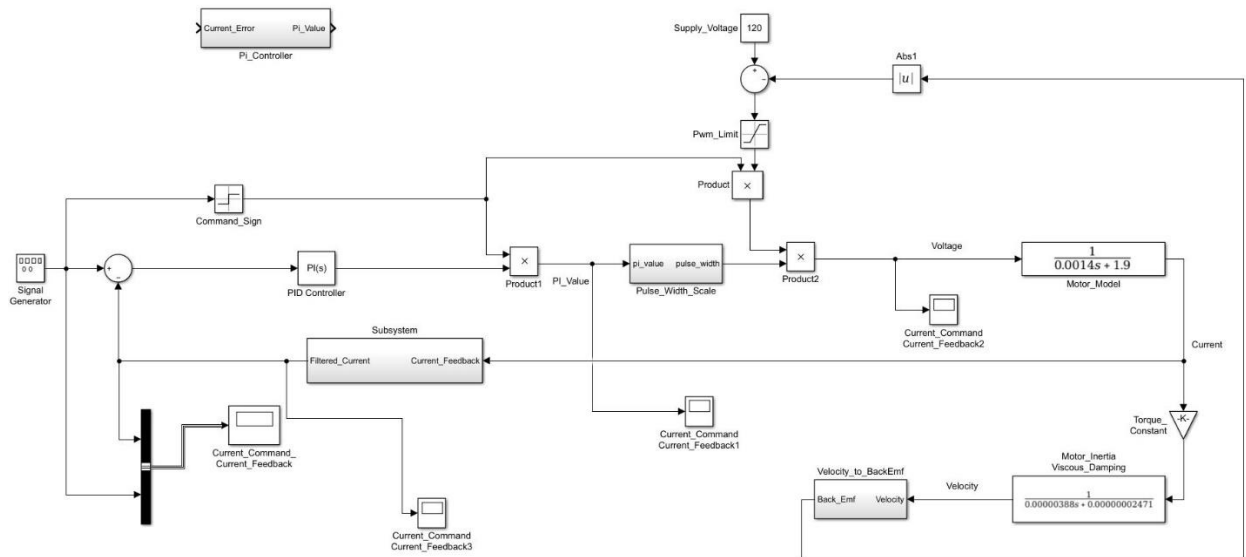 Current_Error Pi_Value
Pi_Controller
Supply_Voltage
120
+
−
Abs1
|u|
Pwm_Limit
Product
×
Command_Sign
Signal
Generator
+
−
PI(s)
PID Controller
×
Product1
PI_Value
pi_value pulse_width
Pulse_Width_Scale
×
Product2
Voltage
1
0.0014s + 1.9
Motor_Model
Current_Command
Current_Feedback2
Subsystem
Filtered_Current Current_Feedback
Current
Current_Command_
Current_Feedback
Current_Command
Current_Feedback1
Current_Command
Current_Feedback3
Torque_
Constant
-K-
Velocity_to_BackEmf
Back_Emf Velocity
Velocity
Motor_Inertia
Viscous_Damping
1
0.00000388s + 0.00000002471